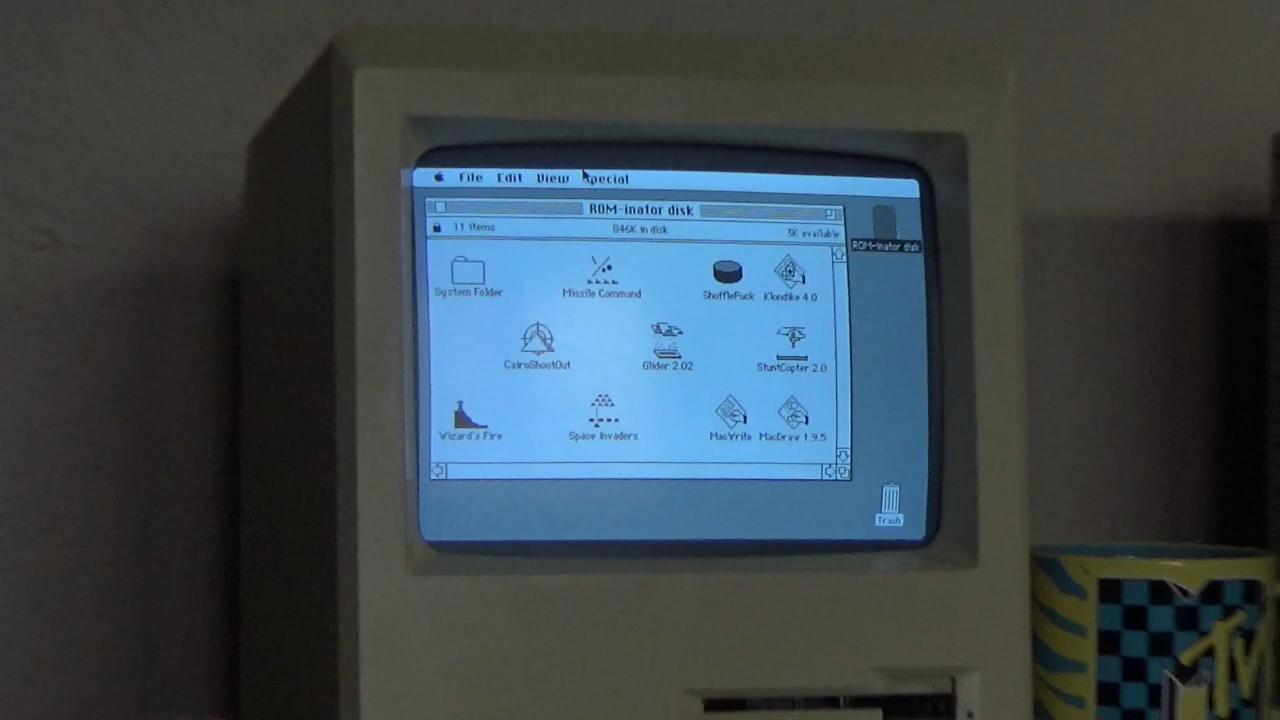 File Edit View Special
ROM-inator disk
11 items 846K in disk 3K available
ROM-inator disk
System Folder Missile Command ShufflePuck Klondike 4.0
CairoShootOut Glider 2.02 StuntCopter 2.0
Wizard's Fire Space Invaders MacWrite MacDraw 1.9.5
Trash
MTV